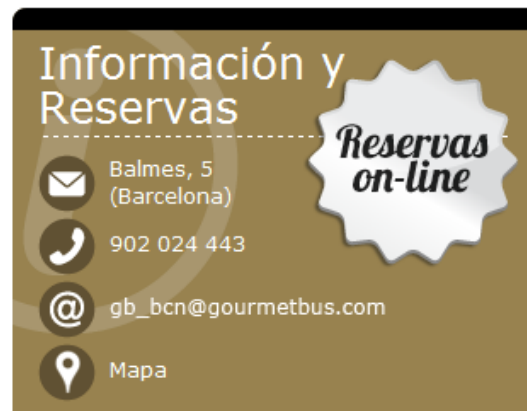 Información y
Reservas
Reservas
on-line
Balmes, 5
(Barcelona)
902 024 443
@
gb_bcn@gourmetbus.com
Mapa